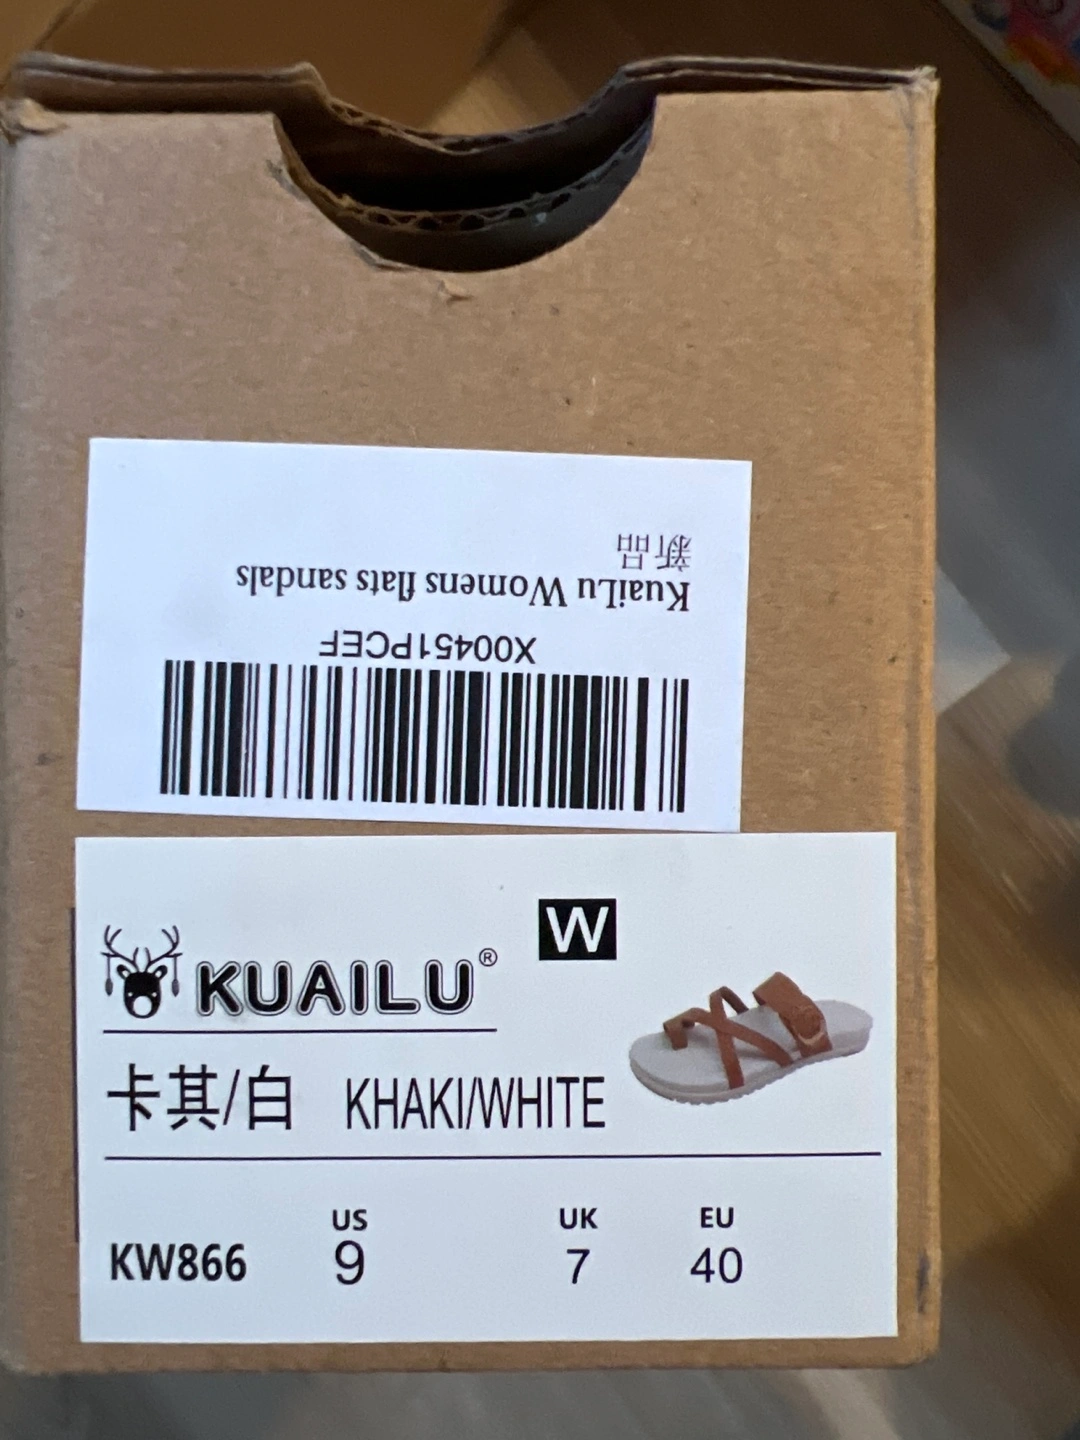 KuaiLu Womens flats sandals
新品
X00451PCEF
W
KUAILU®
卡其/白 KHAKI/WHITE
US UK EU
KW866 9 7 40